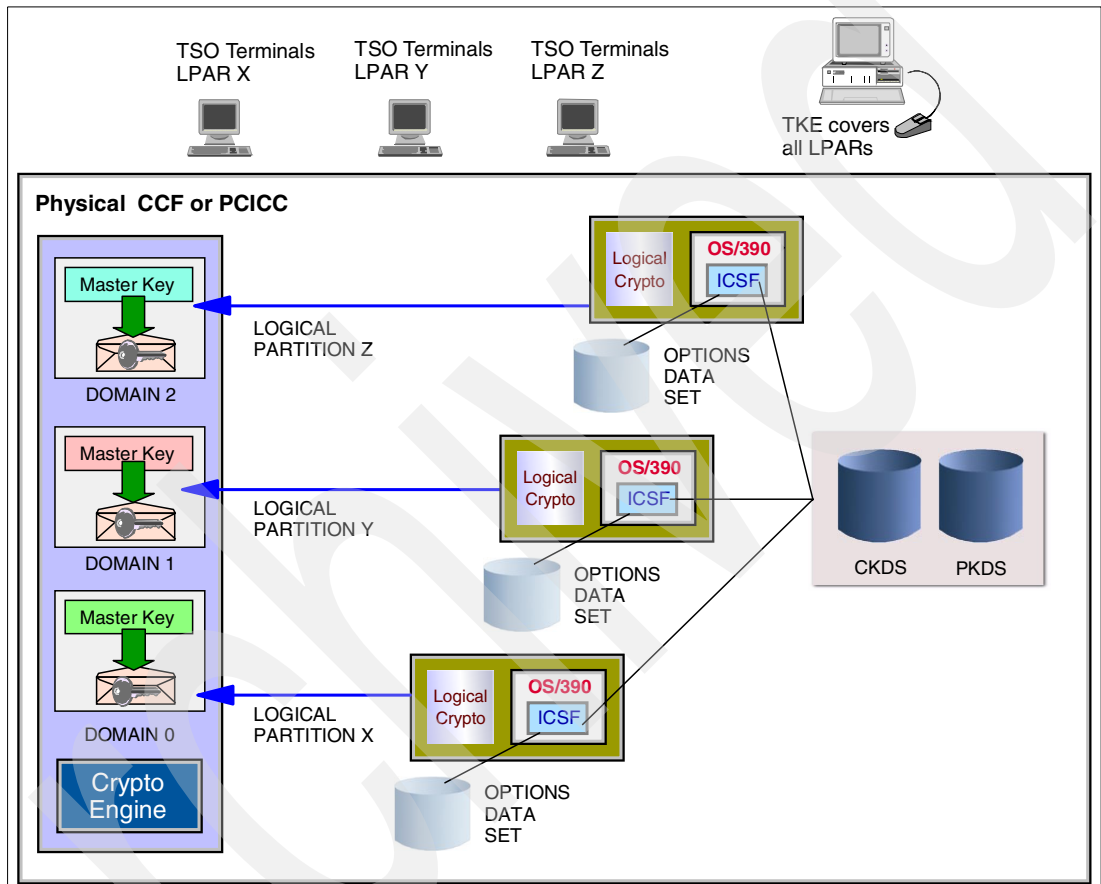 TSO Terminals
LPAR X
TSO Terminals
LPAR Y
TSO Terminals
LPAR Z
TKE covers
all LPARs
Physical CCF or PCICC
Master Key
DOMAIN 2
LOGICAL
PARTITION Z
Logical
Crypto
OS/390
ICSF
OPTIONS
DATA
SET
Master Key
DOMAIN 1
LOGICAL
PARTITION Y
Logical
Crypto
OS/390
ICSF
OPTIONS
DATA
SET
CKDS
PKDS
Master Key
DOMAIN 0
LOGICAL
PARTITION X
Logical
Crypto
OS/390
ICSF
OPTIONS
DATA
SET
Crypto
Engine